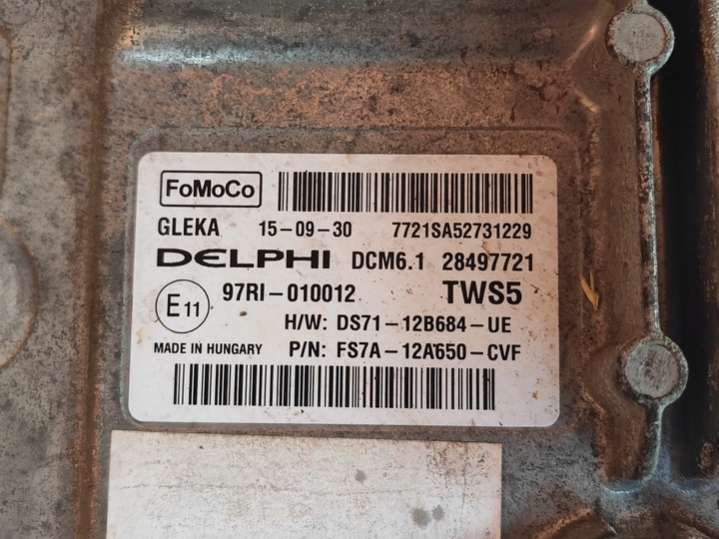 FoMoCo
GLEKA 15-09-30 7721SA52731229
DELPHI DCM6.1 28497721
E11 97RI-010012 TWS5
H/W: DS71-12B684-UE
MADE IN HUNGARY P/N: FS7A-12A650-CVF